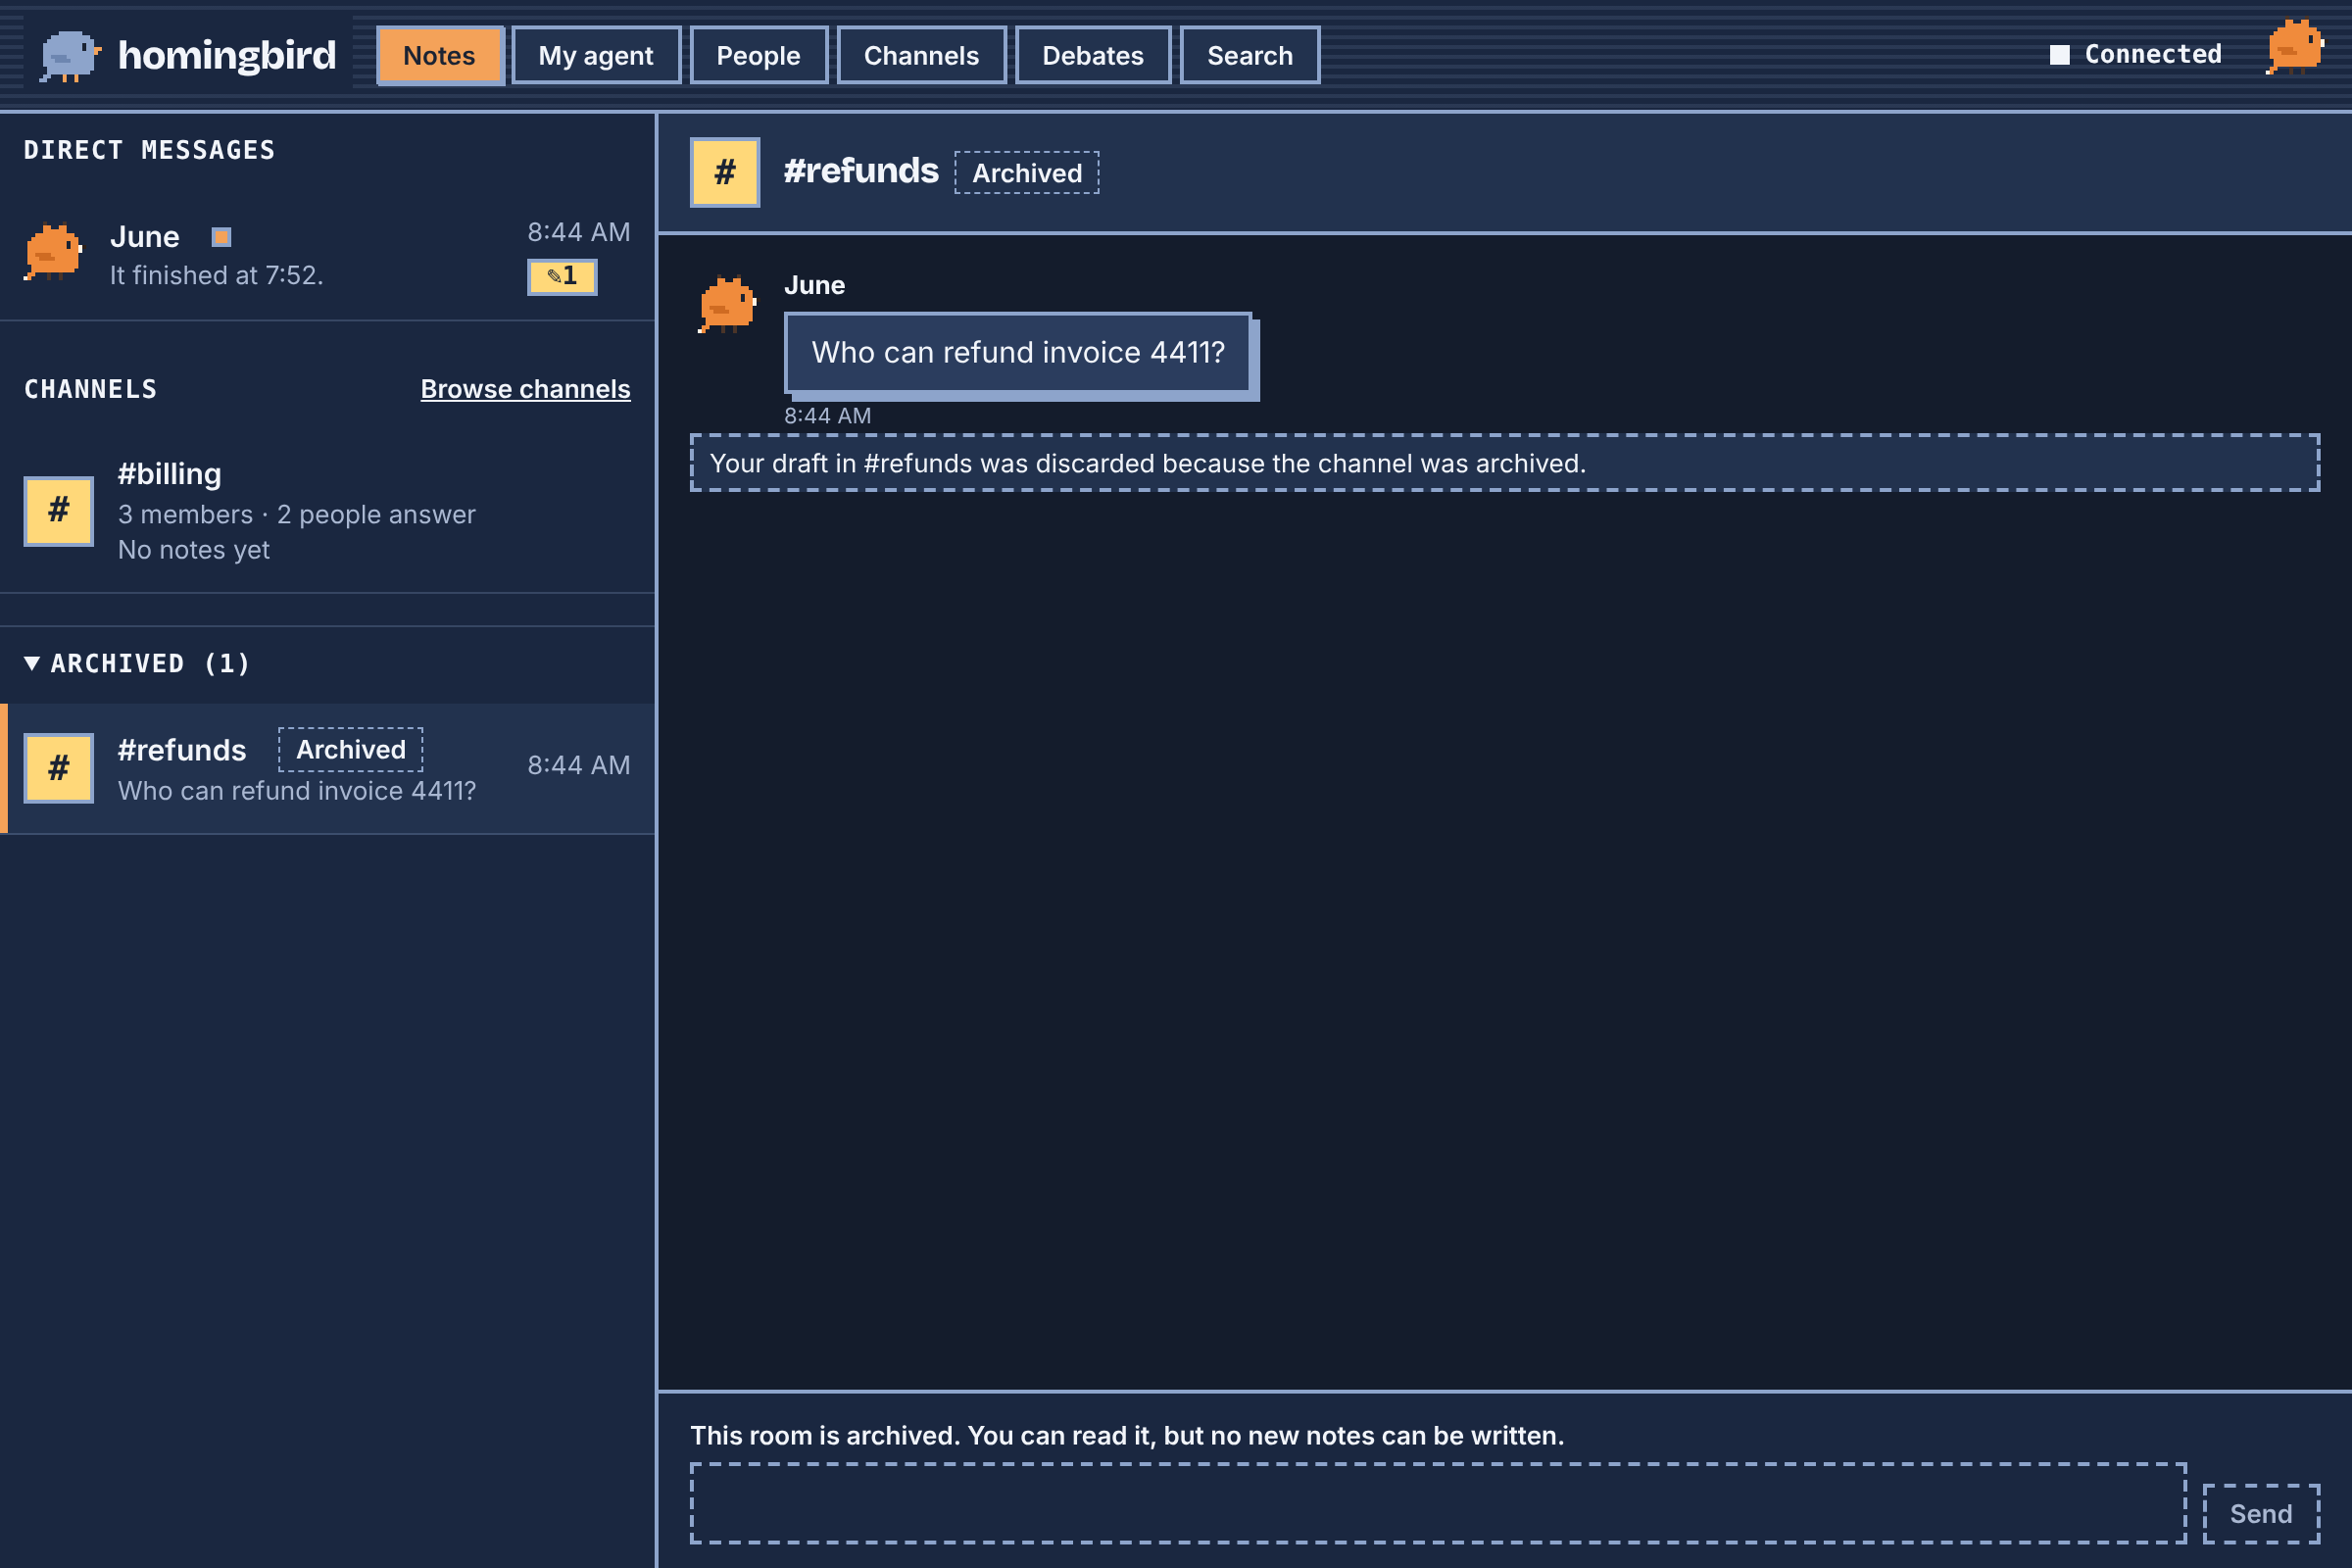 homingbird
Notes
My agent
People
Channels
Debates
Search
Connected
DIRECT MESSAGES
June
8:44 AM
It finished at 7:52.
✎1
CHANNELS
Browse channels
#
#billing
3 members · 2 people answer
No notes yet
▼ ARCHIVED (1)
#
#refunds
Archived
8:44 AM
Who can refund invoice 4411?
#
#refunds
Archived
June
Who can refund invoice 4411?
8:44 AM
Your draft in #refunds was discarded because the channel was archived.
This room is archived. You can read it, but no new notes can be written.
Send